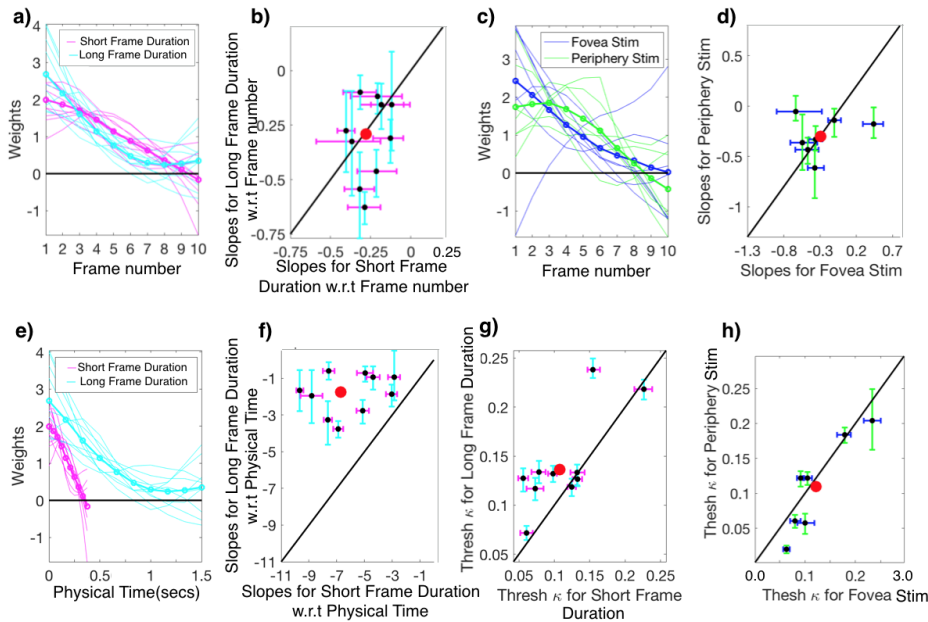 a)
Short Frame Duration
Long Frame Duration
Weights
4
3
2
1
0
1
1 2 3 4 5 6 7 8 9 10
Frame number
b)
Slopes for Long Frame Duration
w.r.t Frame number
0
-0.25
-0.5
-0.75
-0.75 -0.5 -0.25 0 0.25
Slopes for Short Frame
Duration w.r.t Frame number
c)
Fovea Stim
Periphery Stim
Weights
3
2
1
0
1
1 2 3 4 5 6 7 8 9 10
Frame number
d)
Slopes for Periphery Stim
0.5
0
-0.5
-1
-1.3 -0.8 -0.3 0.2 0.7
Slopes for Fovea Stim
e)
Short Frame Duration
Long Frame Duration
Weights
4
3
2
1
0
1
0 0.5 1.0 1.5
Physical Time(secs)
f)
Slopes for Long Frame Duration
w.r.t Physical Time
-1
-3
-5
-7
-9
-11
-11 -9 -7 -5 -3 -1
Slopes for Short Frame Duration
w.r.t Physical Time
g)
Thresh κ for Long Frame Duration
0.25
0.20
0.15
0.10
0.05
0.05 0.10 0.15 0.20 0.25
Thresh κ for Short Frame
Duration
h)
Thesh κ for Periphery Stim
0.25
0.20
0.15
0.10
0.05
0.0 0.1 0.2 3.0
Thesh κ for Fovea Stim